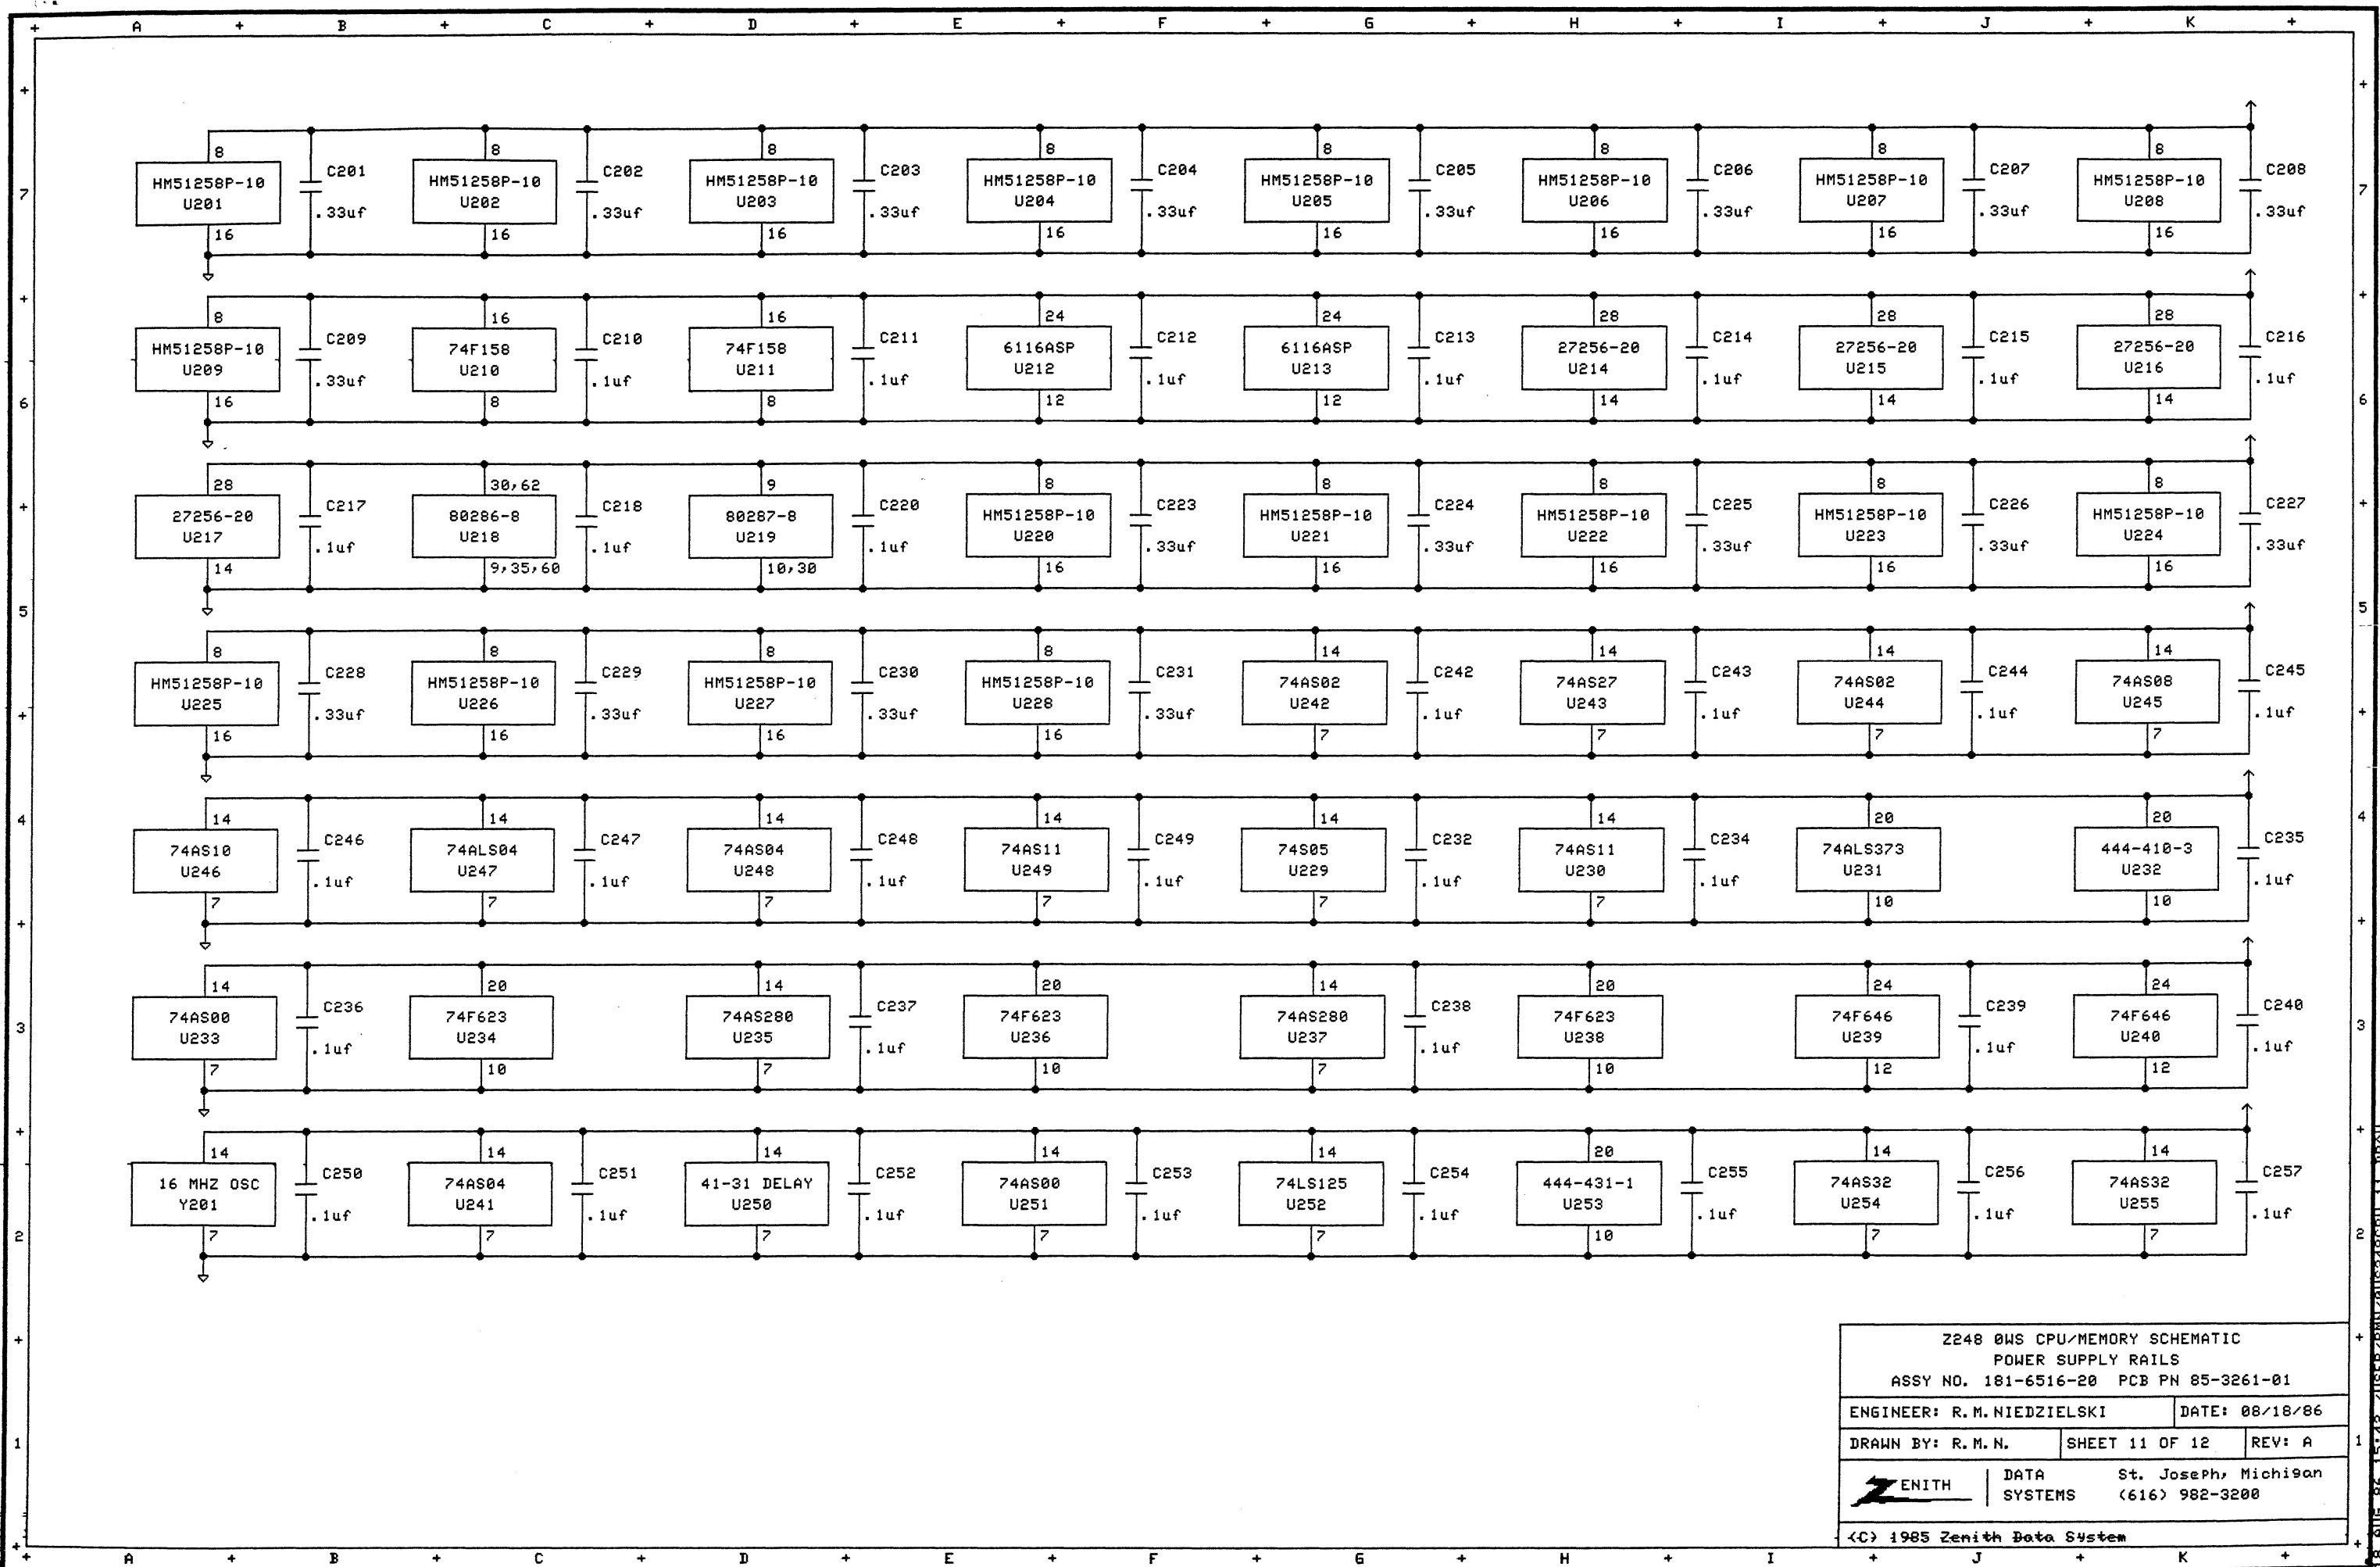 A + B + C + D + E + F + G + H + I + J + K +
8 8 8 8 8 8 8 8
C201 C202 C203 C204 C205 C206 C207 C208
HM51258P-10 HM51258P-10 HM51258P-10 HM51258P-10 HM51258P-10 HM51258P-10 HM51258P-10 HM51258P-10
7 U201 U202 U203 U204 U205 U206 U207 U208 7
.33uf .33uf .33uf .33uf .33uf .33uf .33uf .33uf
16 16 16 16 16 16 16 16
8 16 16 24 24 28 28 28
C209 C210 C211 C212 C213 C214 C215 C216
HM51258P-10 74F158 74F158 6116ASP 6116ASP 27256-20 27256-20 27256-20
U209 U210 U211 U212 U213 U214 U215 U216
.33uf .1uf .1uf .1uf .1uf .1uf .1uf .1uf
6 16 8 8 12 12 14 14 14 6
28 30,62 9 8 8 8 8 8
C217 C218 C220 C223 C224 C225 C226 C227
27256-20 80286-8 80287-8 HM51258P-10 HM51258P-10 HM51258P-10 HM51258P-10 HM51258P-10
U217 U218 U219 U220 U221 U222 U223 U224
.1uf .1uf .1uf .33uf .33uf .33uf .33uf .33uf
14 9,35,60 10,30 16 16 16 16 16
5 5
8 8 8 8 14 14 14 14
C228 C229 C230 C231 C242 C243 C244 C245
HM51258P-10 HM51258P-10 HM51258P-10 HM51258P-10 74AS02 74AS27 74AS02 74AS08
U225 U226 U227 U228 U242 U243 U244 U245
.33uf .33uf .33uf .33uf .1uf .1uf .1uf .1uf
16 16 16 16 7 7 7 7
4 14 14 14 14 14 14 20 20 4
C246 C247 C248 C249 C232 C234 C235
74AS10 74ALS04 74AS04 74AS11 74S05 74AS11 74ALS373 444-410-3
U246 U247 U248 U249 U229 U230 U231 U232
.1uf .1uf .1uf .1uf .1uf .1uf .1uf
7 7 7 7 7 7 10 10
14 20 14 20 14 20 24 24
C236 C237 C238 C239 C240
74AS00 74F623 74AS280 74F623 74AS280 74F623 74F646 74F646
3 U233 U234 U235 U236 U237 U238 U239 U240 3
.1uf .1uf .1uf .1uf .1uf
7 10 7 10 7 10 12 12
14 14 14 14 14 20 14 14
C250 C251 C252 C253 C254 C255 C256 C257
16 MHZ OSC 74AS04 41-31 DELAY 74AS00 74LS125 444-431-1 74AS32 74AS32
Y201 U241 U250 U251 U252 U253 U254 U255
.1uf .1uf .1uf .1uf .1uf .1uf .1uf .1uf
2 7 7 7 7 7 10 7 7 2
Z248 0WS CPU/MEMORY SCHEMATIC
POWER SUPPLY RAILS
ASSY NO. 181-6516-20 PCB PN 85-3261-01
ENGINEER: R.M.NIEDZIELSKI DATE: 08/18/86
1 DRAWN BY: R.M.N. SHEET 11 OF 12 REV: A 1
ZENITH DATA SYSTEMS
St. Joseph, Michigan
(616) 982-3200
(C) 1985 Zenith Data System
A + B + C + D + E + F + G + H + I + J + K +